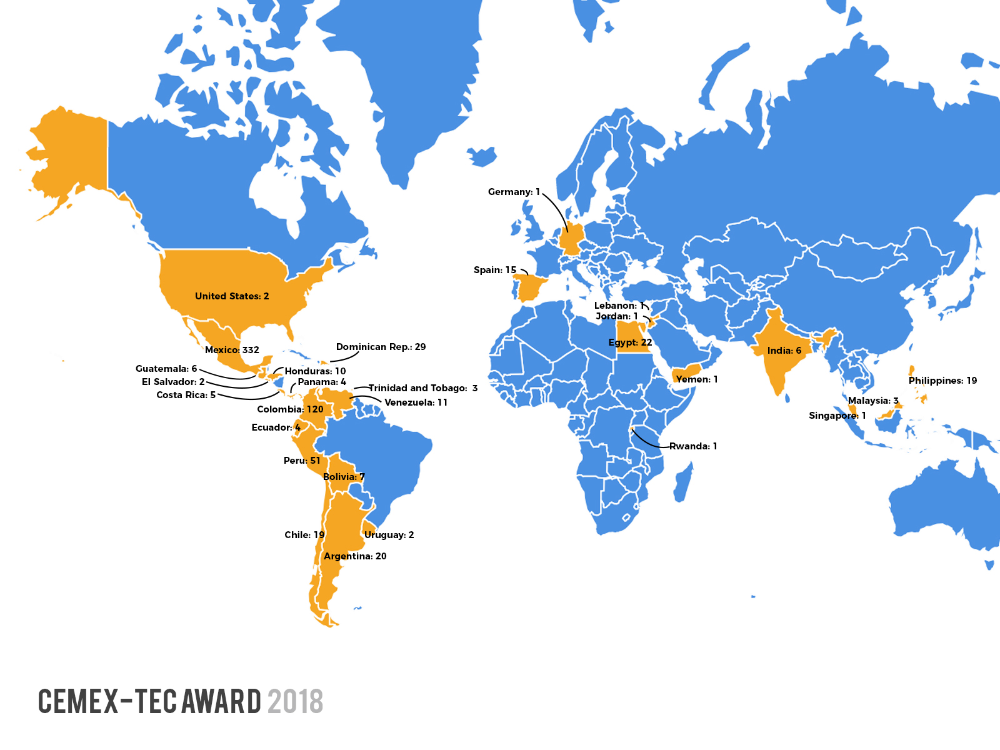 Germany: 1
Spain: 15
United States: 2
Lebanon: 1
Jordan: 1
Egypt: 22
Mexico: 332
Dominican Rep.: 29
India: 6
Guatemala: 6
Honduras: 10
El Salvador: 2
Panama: 4
Costa Rica: 5
Trinidad and Tobago: 3
Venezuela: 11
Yemen: 1
Philippines: 19
Colombia: 120
Malaysia: 3
Singapore: 1
Ecuador: 4
Rwanda: 1
Peru: 51
Bolivia: 7
Chile: 19
Uruguay: 2
Argentina: 20
CEMEX-TEC AWARD 2018